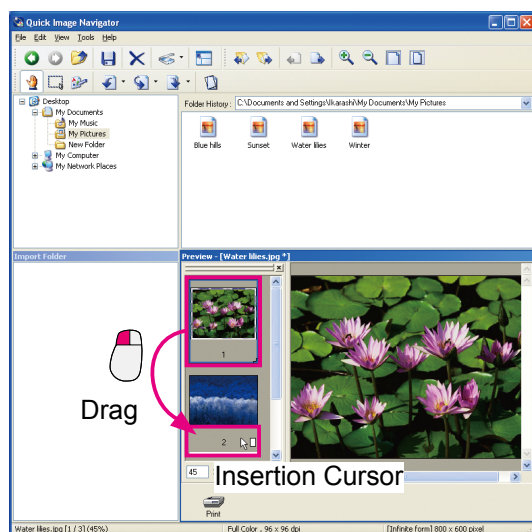 Quick Image Navigator
File Edit View Tools Help
Desktop
My Documents
My Music
My Pictures
New Folder
My Computer
My Network Places
Folder History: C:\Documents and Settings\Ikarashi\My Documents\My Pictures
Blue hills Sunset Water lilies Winter
Import Folder
Preview - [Water lilies.jpg *]
1
Drag
2
45
Insertion Cursor
Print
Water lilies.jpg [1 / 3] (45%) Full Color , 96 x 96 dpi [Infinite form] 800 x 600 pixel